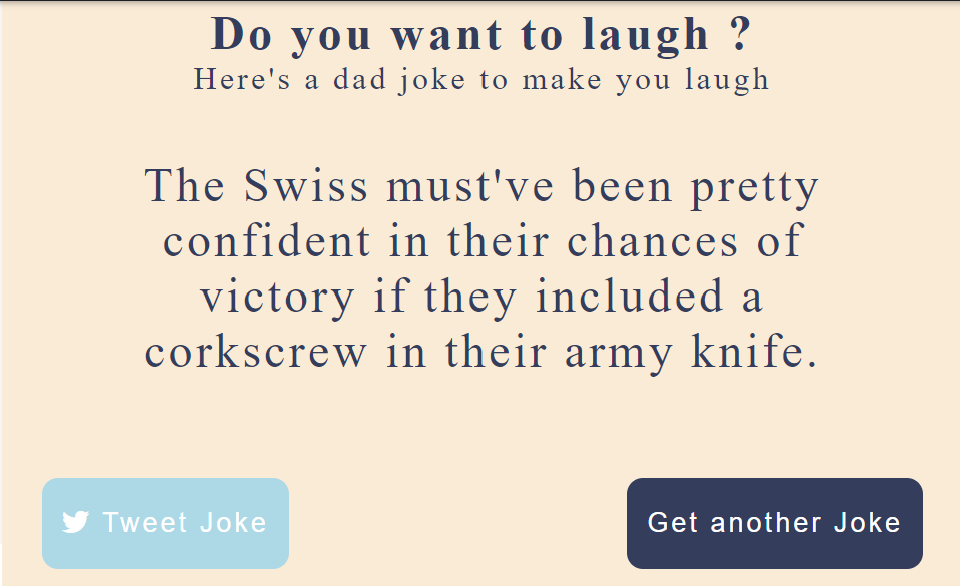 Do you want to laugh ?
Here's a dad joke to make you laugh
The Swiss must've been pretty
confident in their chances of
victory if they included a
corkscrew in their army knife.
Tweet Joke
Get another Joke